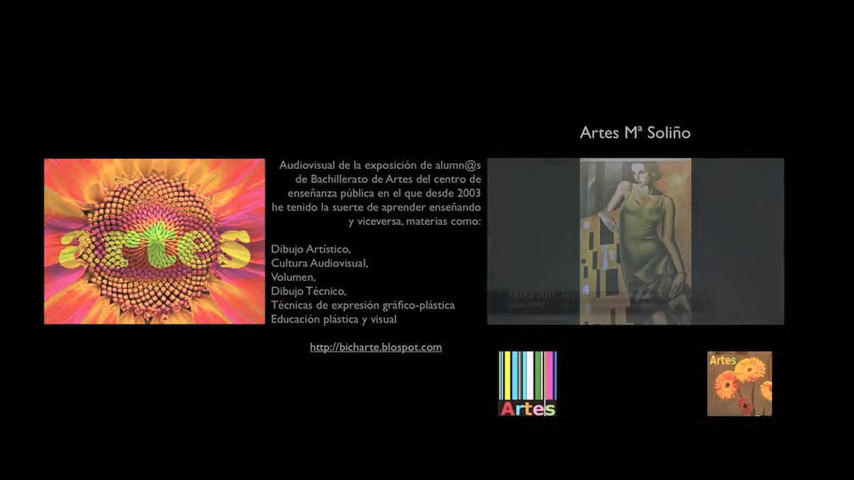 Artes Mª Soliño
Artes
Audiovisual de la exposición de alumn@s
de Bachillerato de Artes del centro de
enseñanza pública en el que desde 2003
he tenido la suerte de aprender enseñando
y viceversa, materias como:
Dibujo Artístico,
Cultura Audiovisual,
Volumen,
Dibujo Técnico,
Técnicas de expresión gráfico-plástica
Educación plástica y visual
http://bicharte.blospot.com
Artes
Artes